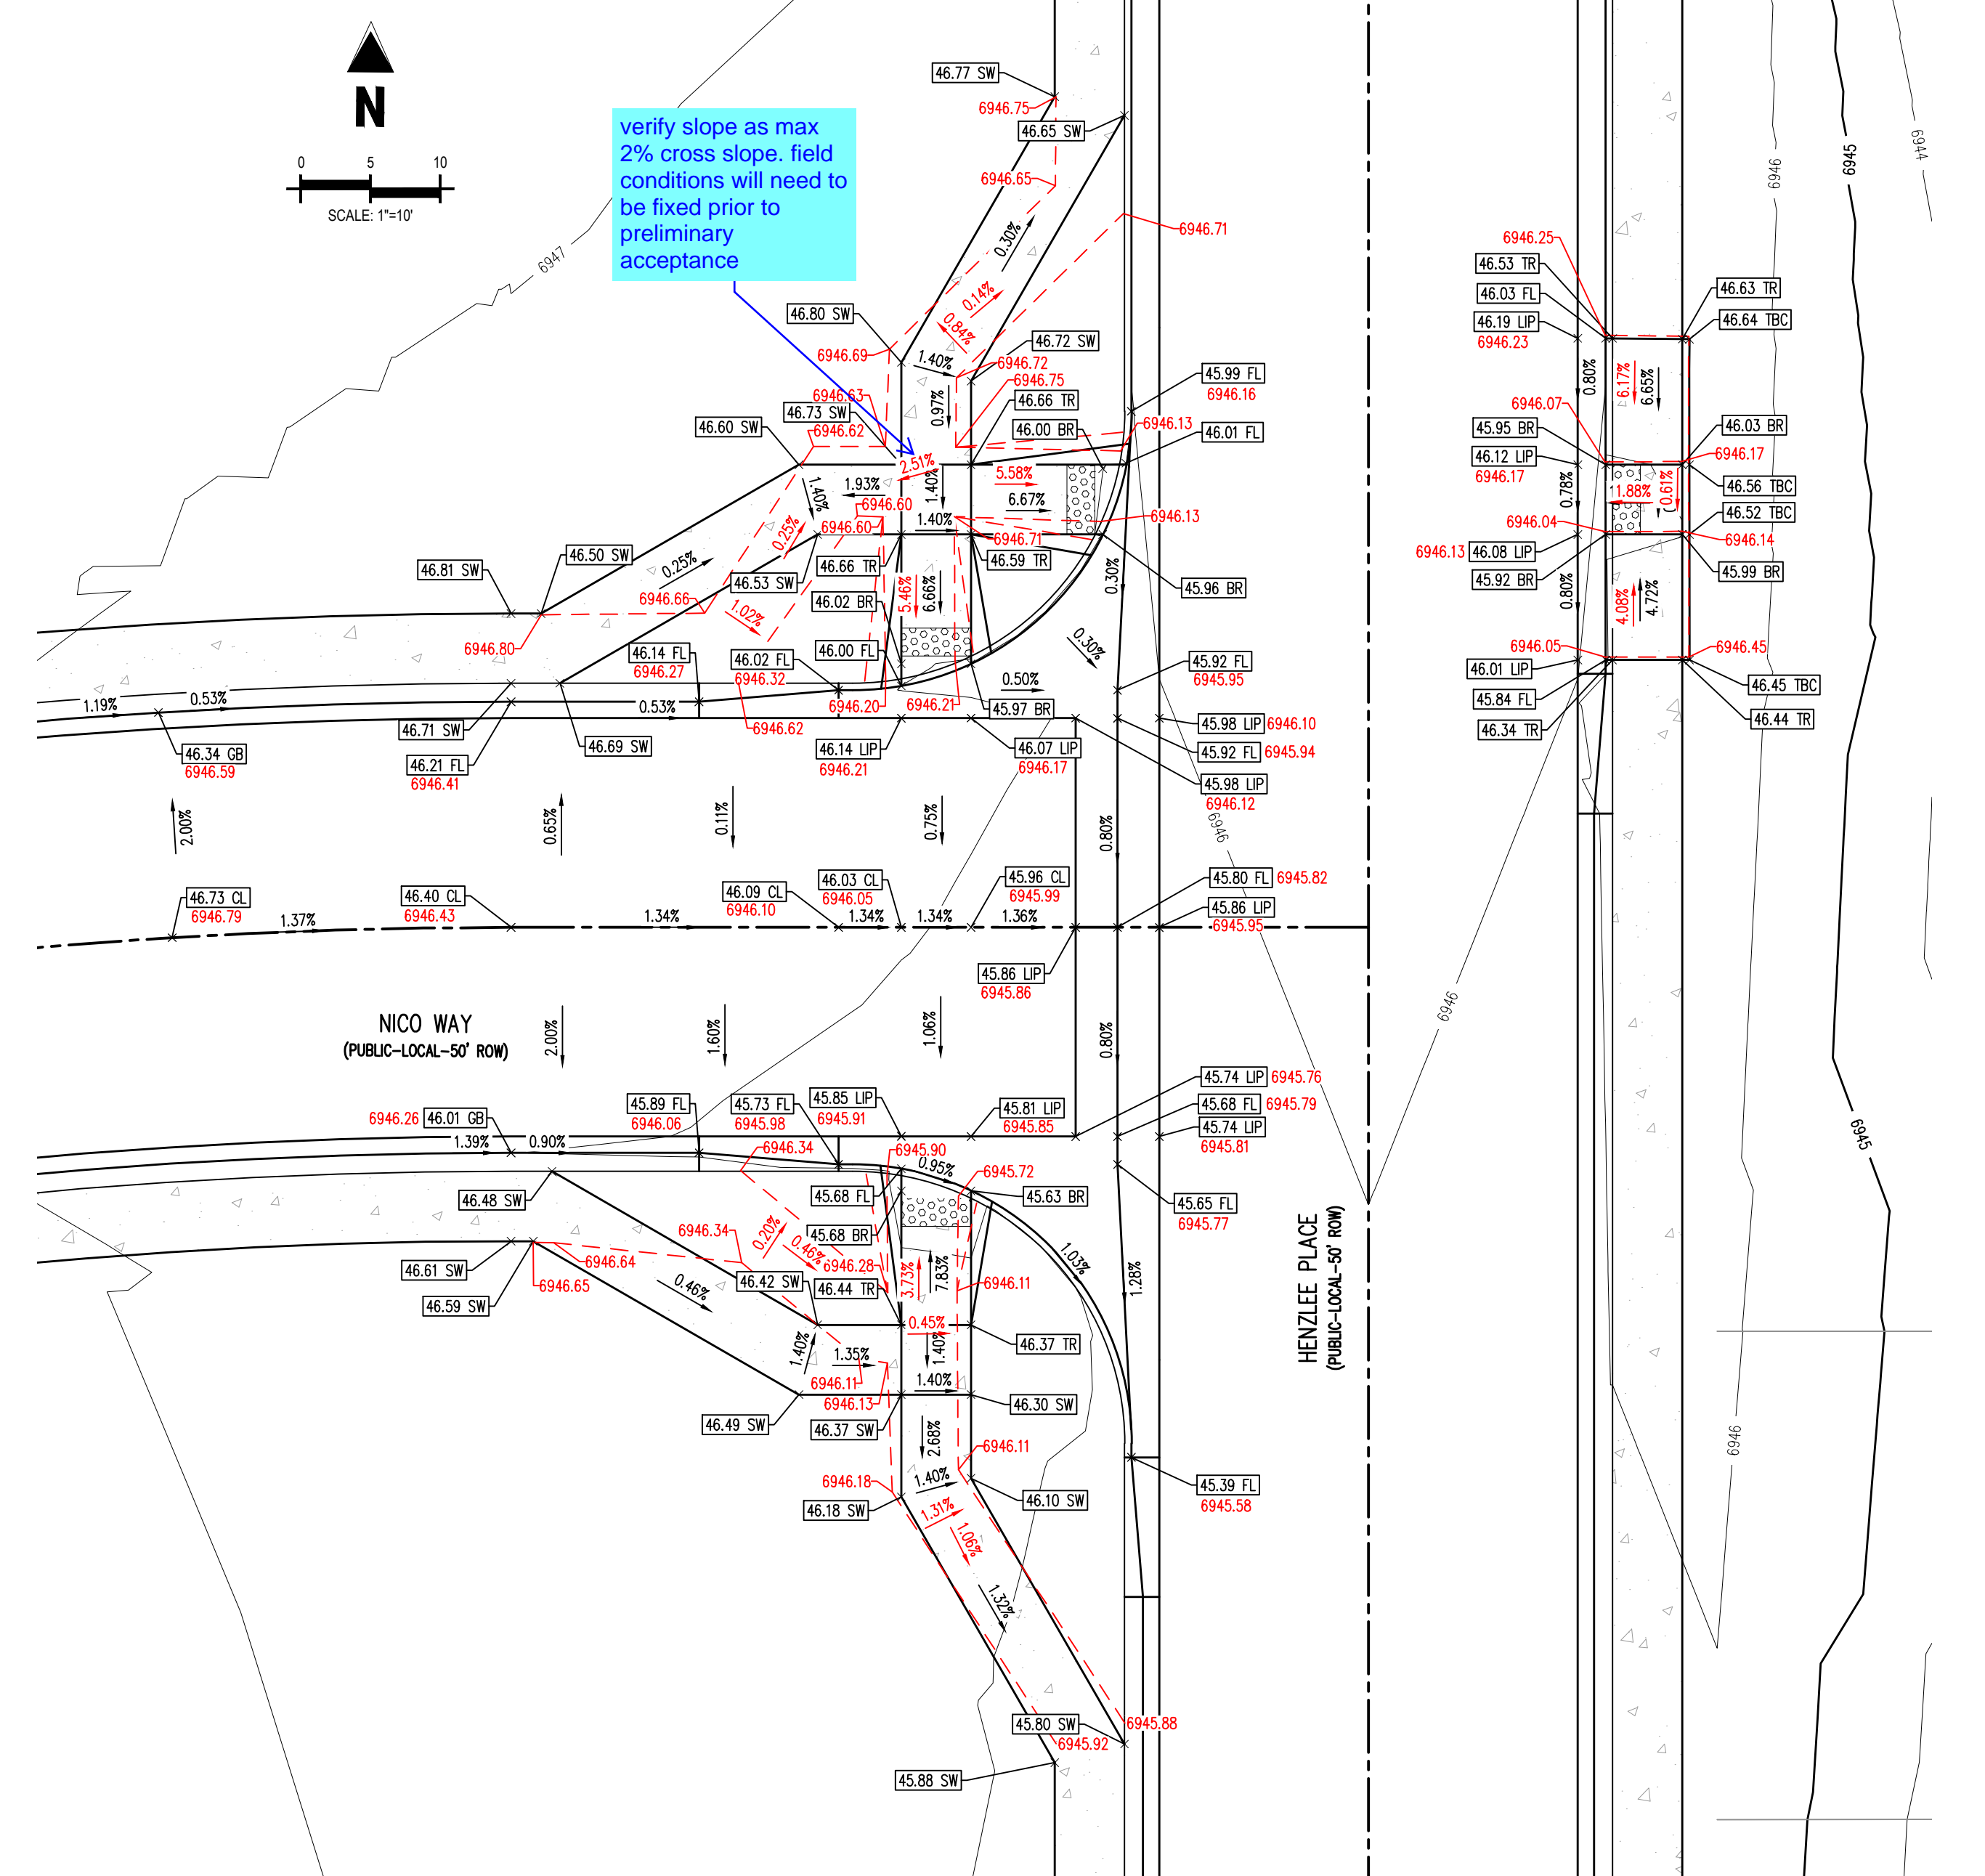 N
0 5 10
SCALE: 1"=10'
verify slope as max
2% cross slope. field
conditions will need to
be fixed prior to
preliminary
acceptance
6947
46.77 SW
6946.75
46.65 SW
6946.65
6946.71
0.30%
0.14%
0.84%
46.80 SW
6946.69
1.40%
46.72 SW
6946.72
6946.75
0.97%
6946.63
46.73 SW
6946.62
46.60 SW
46.66 TR
46.00 BR
45.99 FL
6946.16
6946.13
46.01 FL
2.51%
1.40%
5.58%
1.93%
1.40%
6.67%
6946.60
6946.60
1.40%
6946.13
6946.71
0.25%
46.50 SW
46.81 SW
0.25%
46.53 SW
46.66 TR
46.59 TR
46.02 BR
5.46%
6.66%
0.30%
45.96 BR
6946.66
1.02%
6946.80
46.14 FL
6946.27
46.02 FL
6946.32
46.00 FL
0.30%
45.92 FL
6945.95
0.50%
1.19%
0.53%
0.53%
6946.20
6946.21
45.97 BR
6946.62
46.71 SW
46.69 SW
46.34 GB
6946.59
46.21 FL
6946.41
46.14 LIP
6946.21
46.07 LIP
6946.17
45.98 LIP 6946.10
45.92 FL 6945.94
45.98 LIP
6946.12
6946
2.00%
0.65%
0.11%
0.75%
0.80%
46.73 CL
6946.79
1.37%
46.40 CL
6946.43
1.34%
46.09 CL
6946.10
46.03 CL
6946.05
1.34%
1.34%
45.96 CL
6945.99
1.36%
45.80 FL 6945.82
45.86 LIP
6945.95
45.86 LIP
6945.86
NICO WAY
(PUBLIC-LOCAL-50' ROW)
2.00%
1.60%
1.06%
0.80%
6946.26 46.01 GB
1.39%
0.90%
45.89 FL
6946.06
45.73 FL
6945.98
45.85 LIP
6945.91
45.81 LIP
6945.85
45.74 LIP 6945.76
45.68 FL 6945.79
45.74 LIP
6945.81
6946.34
6945.90
0.95%
6945.72
46.48 SW
45.68 FL
45.63 BR
45.65 FL
6945.77
45.68 BR
6946.34
0.20%
0.46%
6946.28
46.61 SW
6946.64
6946.65
46.59 SW
0.46%
46.42 SW
46.44 TR
3.73%
7.83%
6946.11
1.03%
1.28%
0.45%
1.40%
46.37 TR
1.40%
1.35%
6946.11
6946.13
1.40%
46.30 SW
46.49 SW
46.37 SW
2.68%
6946.11
6946.18
1.40%
46.18 SW
46.10 SW
1.31%
1.06%
1.32%
45.39 FL
6945.58
45.80 SW
6945.88
6945.92
45.88 SW
HENZLEE PLACE
(PUBLIC-LOCAL-50' ROW)
6946
6946.25
46.53 TR
46.03 FL
46.19 LIP
6946.23
46.63 TR
46.64 TBC
0.80%
6.17%
6.65%
6946.07
45.95 BR
46.12 LIP
6946.17
46.03 BR
6946.17
46.56 TBC
46.52 TBC
0.78%
1.88%
0.61%
6946.04
6946.13 46.08 LIP
45.92 BR
6946.14
45.99 BR
0.80%
4.08%
4.72%
6946.05
46.01 LIP
45.84 FL
46.34 TR
6946.45
46.45 TBC
46.44 TR
6946
6945
6944
6945
6946